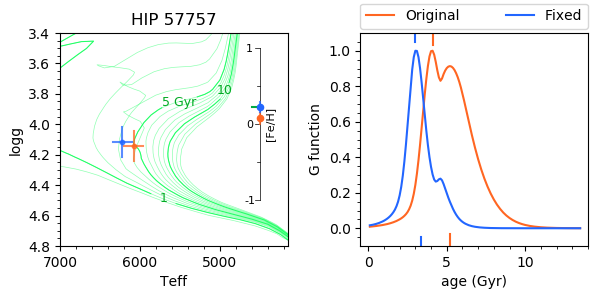 HIP 57757
Original Fixed
3.4
3.6
3.8
4.0
4.2
4.4
4.6
4.8
logg
7000 6000 5000
Teff
5 Gyr
10
1
1
0
-1
[Fe/H]
1.0
0.8
0.6
0.4
0.2
0.0
G function
0 5 10
age (Gyr)